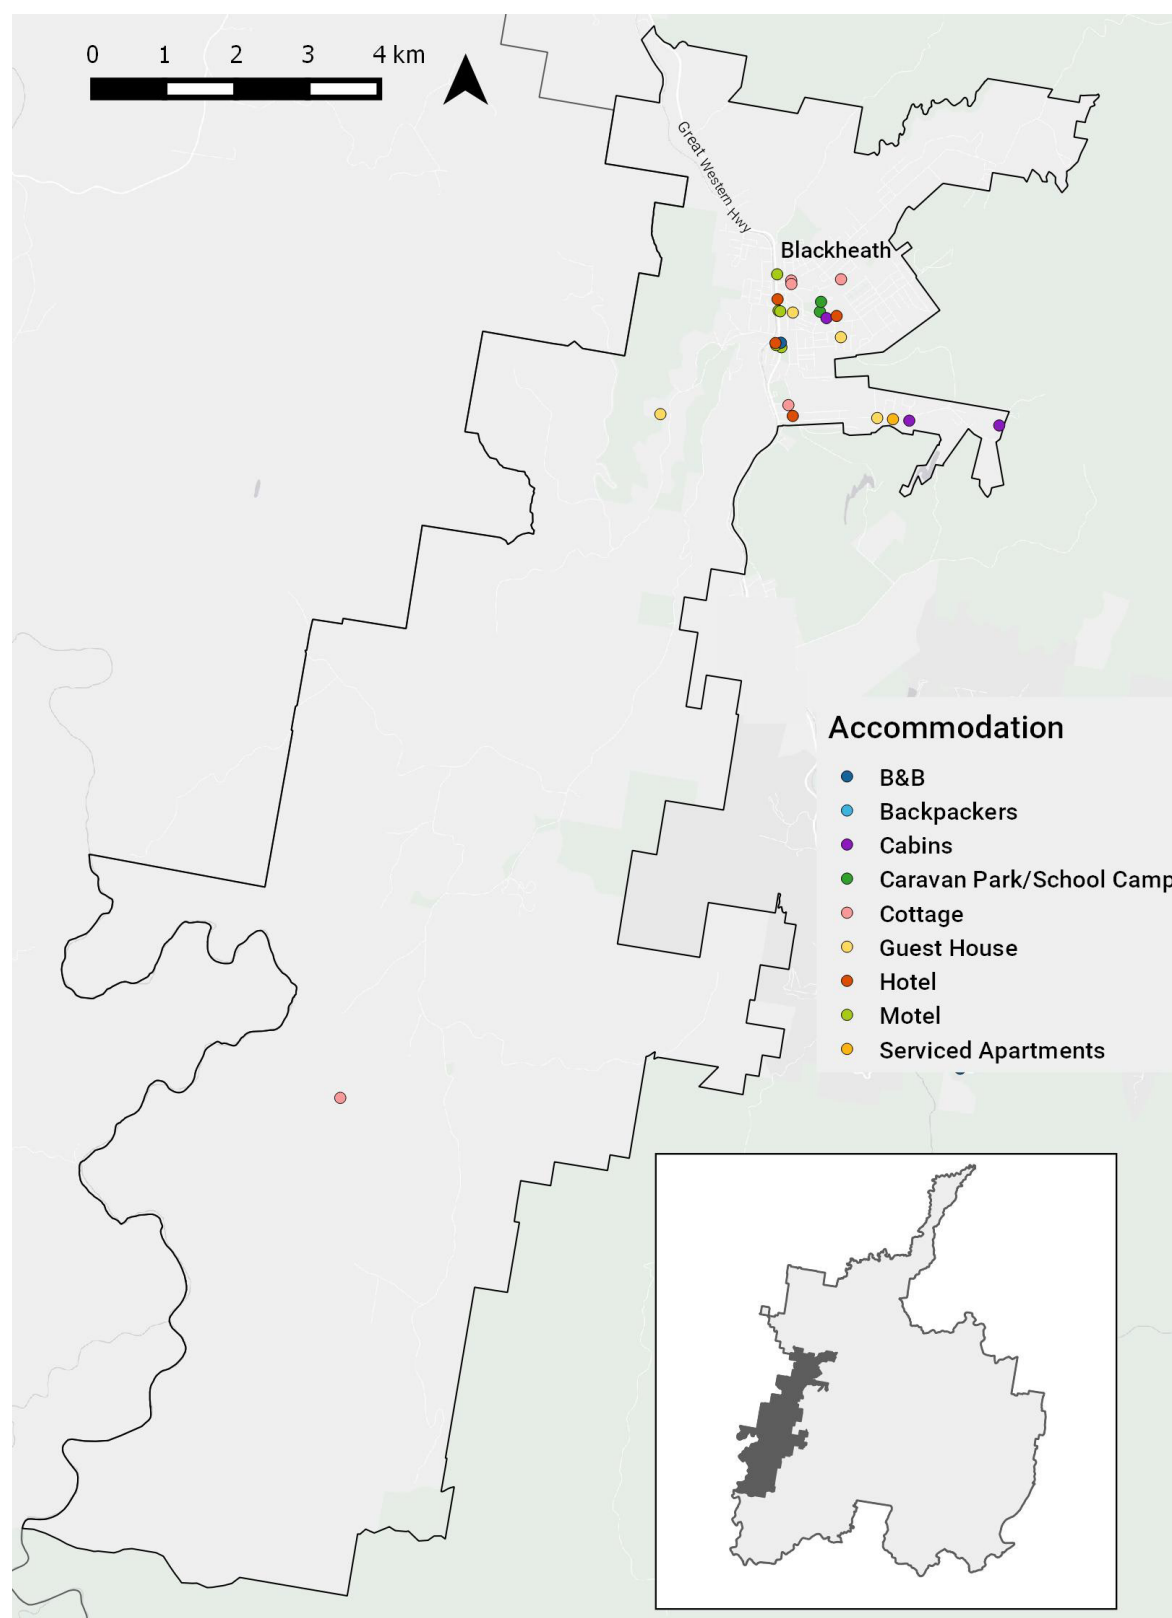 0 1 2 3 4 km
Great Western Hwy
Blackheath
Accommodation
B&B
Backpackers
Cabins
Caravan Park/School Camp
Cottage
Guest House
Hotel
Motel
Serviced Apartments